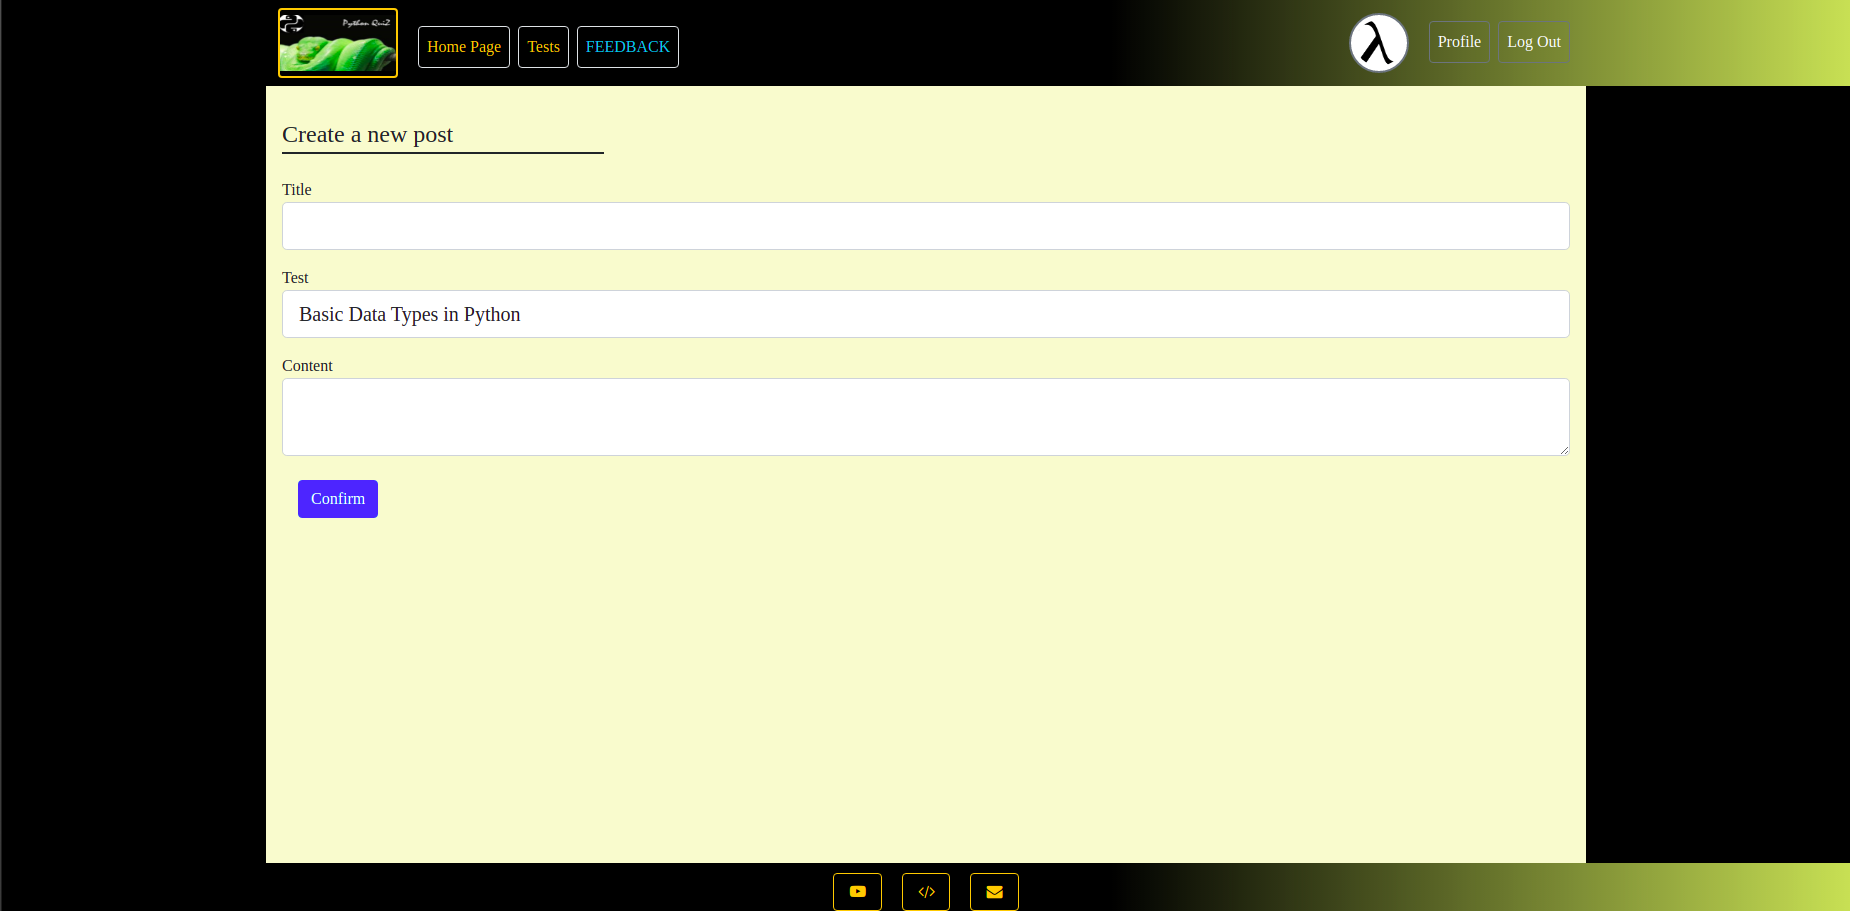 Python QuiZ
Home Page Tests FEEDBACK
λ
Profile Log Out
Create a new post
Title
Test
Basic Data Types in Python
Content
Confirm